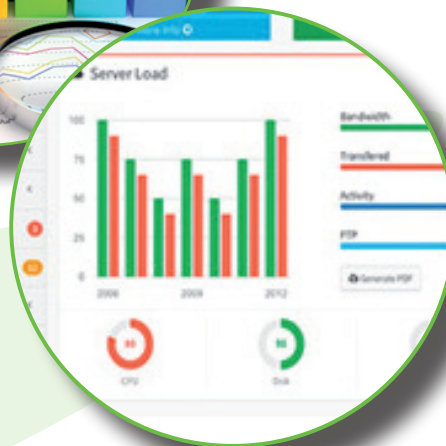 More info
Server Load
100
75
50
25
0
2006
2009
2012
Bandwidth
Transfered
Activity
FTP
Generate PDF
CPU
Disk